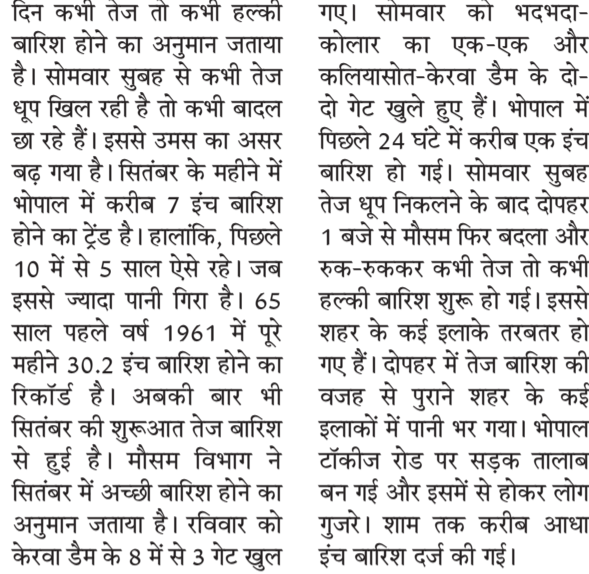 दिन कभी तेज तो कभी हल्की
बारिश होने का अनुमान जताया
है। सोमवार सुबह से कभी तेज
धूप खिल रही है तो कभी बादल
छा रहे हैं। इससे उमस का असर
बढ़ गया है। सितंबर के महीने में
भोपाल में करीब 7 इंच बारिश
होने का ट्रेंड है। हालांकि, पिछले
10 में से 5 साल ऐसे रहे। जब
इससे ज्यादा पानी गिरा है। 65
साल पहले वर्ष 1961 में पूरे
महीने 30.2 इंच बारिश होने का
रिकॉर्ड है। अबकी बार भी
सितंबर की शुरूआत तेज बारिश
से हुई है। मौसम विभाग ने
सितंबर में अच्छी बारिश होने का
अनुमान जताया है। रविवार को
केरवा डैम के 8 में से 3 गेट खुल
गए। सोमवार को भदभदा-
कोलार का एक-एक और
कलियासोत-केरवा डैम के दो-
दो गेट खुले हुए हैं। भोपाल में
पिछले 24 घंटे में करीब एक इंच
बारिश हो गई। सोमवार सुबह
तेज धूप निकलने के बाद दोपहर
1 बजे से मौसम फिर बदला और
रुक-रुककर कभी तेज तो कभी
हल्की बारिश शुरू हो गई। इससे
शहर के कई इलाके तरबतर हो
गए हैं। दोपहर में तेज बारिश की
वजह से पुराने शहर के कई
इलाकों में पानी भर गया। भोपाल
टॉकीज रोड पर सड़क तालाब
बन गई और इसमें से होकर लोग
गुजरे। शाम तक करीब आधा
इंच बारिश दर्ज की गई।